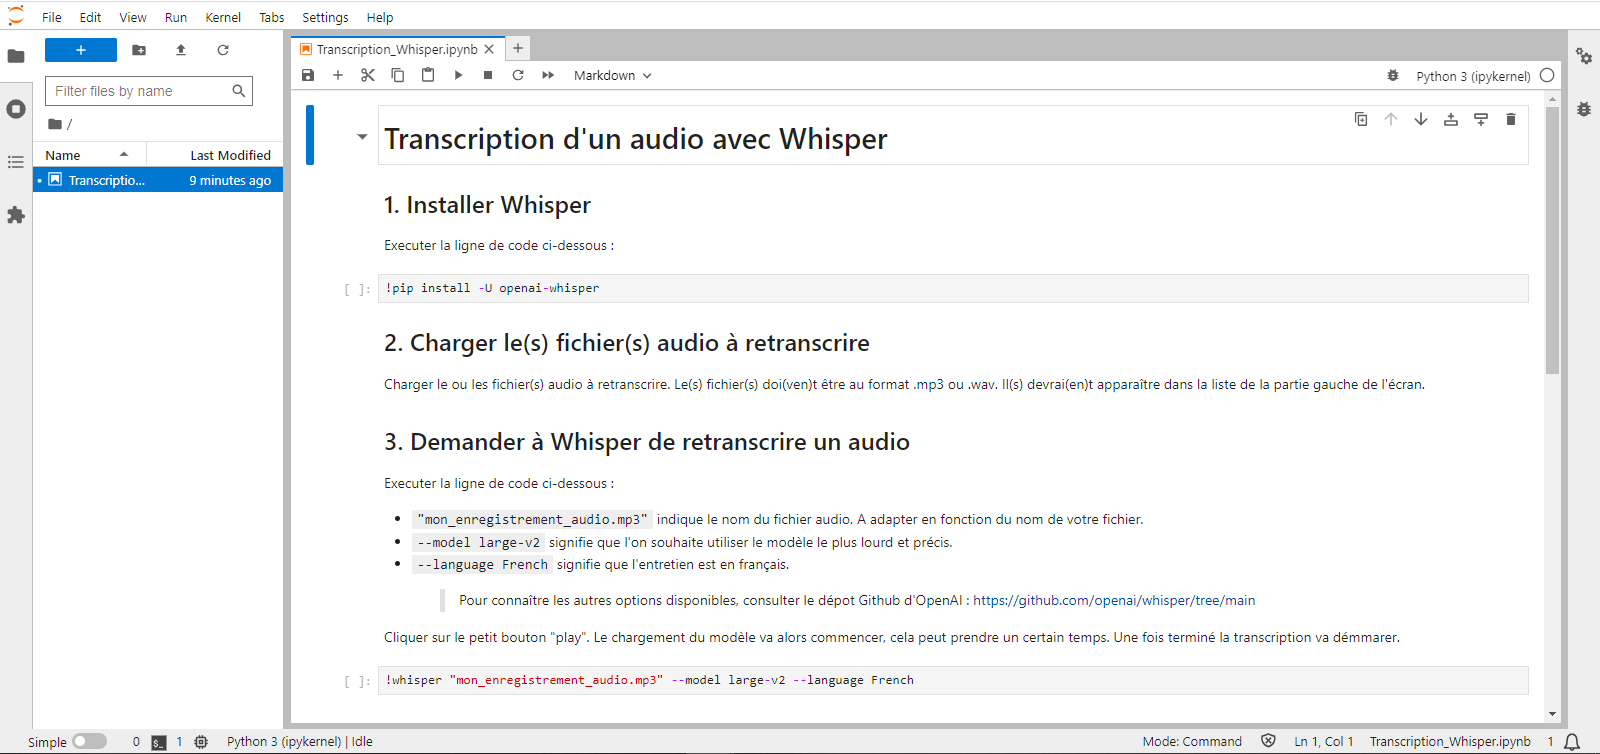 File Edit View Run Kernel Tabs Settings Help
Filter files by name
/
Name Last Modified
Transcriptio... 9 minutes ago
Transcription_Whisper.ipynb
Markdown
Python 3 (ipykernel)
Transcription d'un audio avec Whisper
1. Installer Whisper
Executer la ligne de code ci-dessous :
[ ]: !pip install -U openai-whisper
2. Charger le(s) fichier(s) audio à retranscrire
Charger le ou les fichier(s) audio à retranscrire. Le(s) fichier(s) doi(ven)t être au format .mp3 ou .wav. Il(s) devrai(en)t apparaître dans la liste de la partie gauche de l'écran.
3. Demander à Whisper de retranscrire un audio
Executer la ligne de code ci-dessous :
• "mon_enregistrement_audio.mp3" indique le nom du fichier audio. A adapter en fonction du nom de votre fichier.
• --model large-v2 signifie que l'on souhaite utiliser le modèle le plus lourd et précis.
• --language French signifie que l'entretien est en français.
Pour connaître les autres options disponibles, consulter le dépot Github d'OpenAI : https://github.com/openai/whisper/tree/main
Cliquer sur le petit bouton "play". Le chargement du modèle va alors commencer, cela peut prendre un certain temps. Une fois terminé la transcription va démmarer.
[ ]: !whisper "mon_enregistrement_audio.mp3" --model large-v2 --language French
Simple 0 $_ 1 Python 3 (ipykernel) | Idle Mode: Command Ln 1, Col 1 Transcription_Whisper.ipynb 1